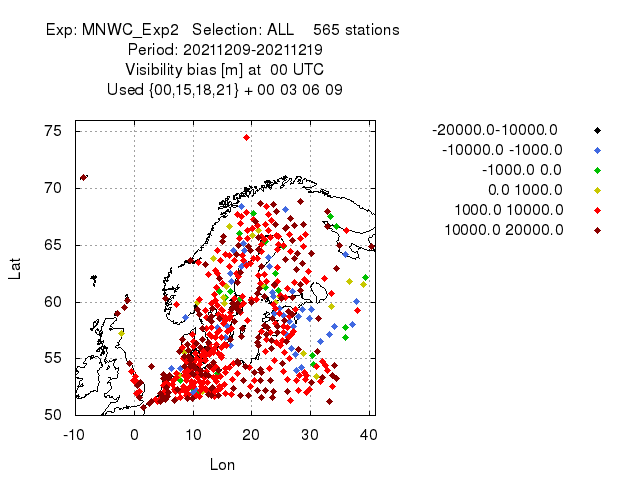 Exp: MNWC_Exp2 Selection: ALL 565 stations
Period: 20211209-20211219
Visibility bias [m] at 00 UTC
Used {00,15,18,21} + 00 03 06 09
75
70
65
60
55
50
-10 0 10 20 30 40
Lat
Lon
-20000.0-10000.0
-10000.0 -1000.0
-1000.0 0.0
0.0 1000.0
1000.0 10000.0
10000.0 20000.0